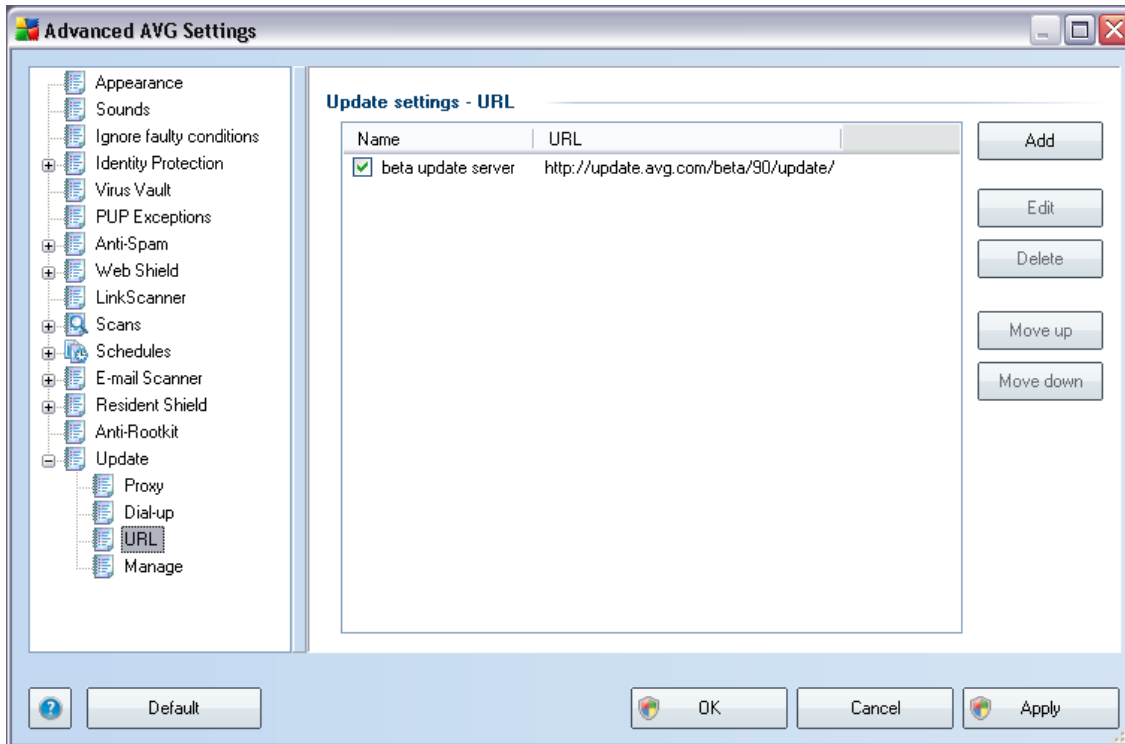 Advanced AVG Settings
Appearance
Sounds
Ignore faulty conditions
Identity Protection
Virus Vault
PUP Exceptions
Anti-Spam
Web Shield
LinkScanner
Scans
Schedules
E-mail Scanner
Resident Shield
Anti-Rootkit
Update
Proxy
Dial-up
URL
Manage
Update settings - URL
Name URL
beta update server http://update.avg.com/beta/90/update/
Add
Edit
Delete
Move up
Move down
? Default OK Cancel Apply